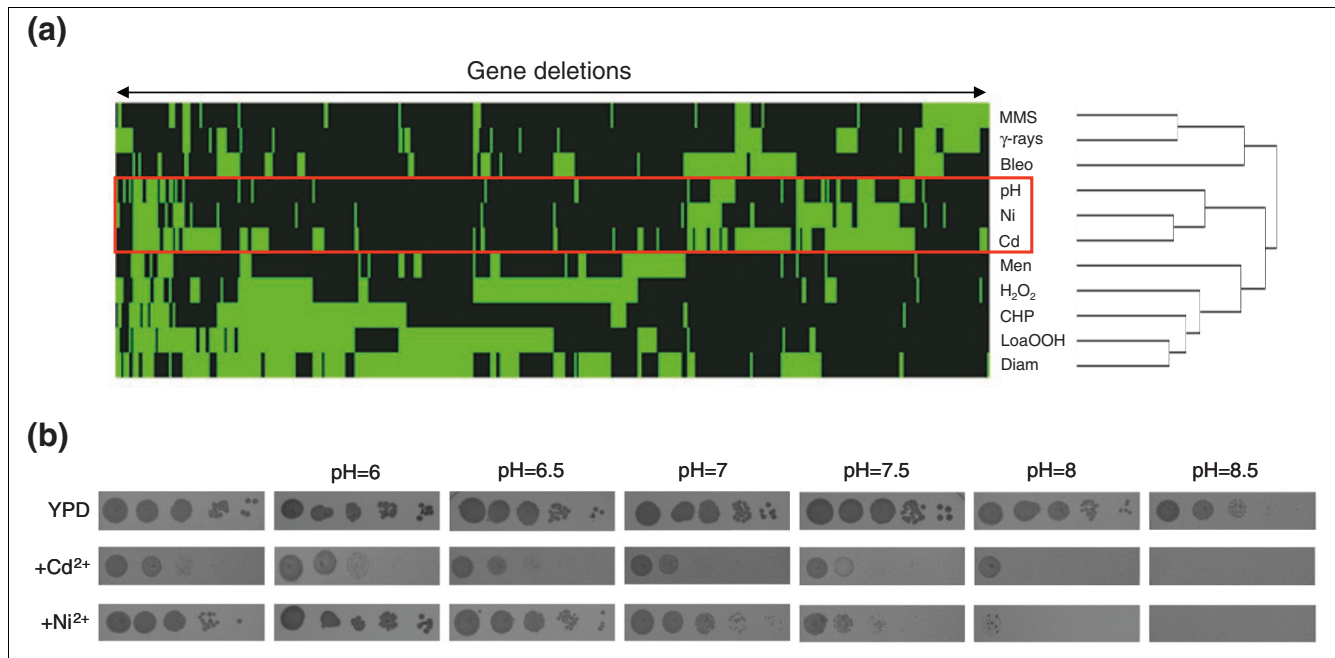 (a)
Gene deletions
MMS
γ-rays
Bleo
pH
Ni
Cd
Men
H₂O₂
CHP
LoaOOH
Diam
(b)
pH=6 pH=6.5 pH=7 pH=7.5 pH=8 pH=8.5
YPD
+Cd²⁺
+Ni²⁺